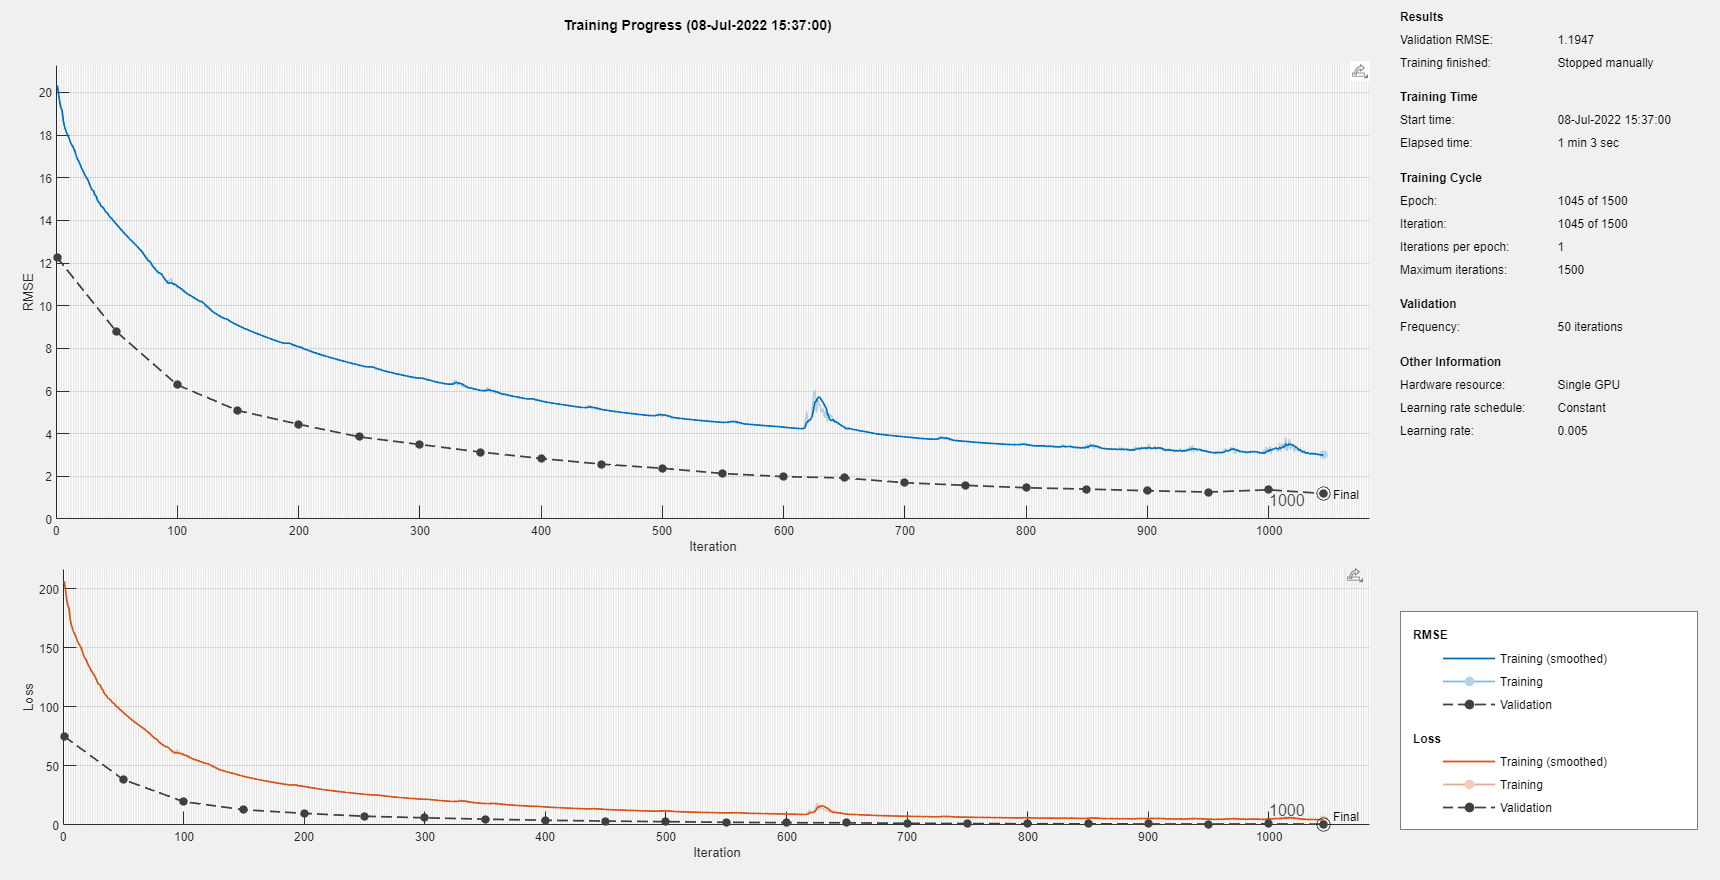 Training Progress (08-Jul-2022 15:37:00)
20
18
16
14
12
10
8
6
4
2
0
RMSE
1000
Final
0 100 200 300 400 500 600 700 800 900 1000
Iteration
200
150
100
50
0
Loss
1000
Final
0 100 200 300 400 500 600 700 800 900 1000
Iteration
Results
Validation RMSE: 1.1947
Training finished: Stopped manually
Training Time
Start time: 08-Jul-2022 15:37:00
Elapsed time: 1 min 3 sec
Training Cycle
Epoch: 1045 of 1500
Iteration: 1045 of 1500
Iterations per epoch: 1
Maximum iterations: 1500
Validation
Frequency: 50 iterations
Other Information
Hardware resource: Single GPU
Learning rate schedule: Constant
Learning rate: 0.005
RMSE
Training (smoothed)
Training
Validation
Loss
Training (smoothed)
Training
Validation